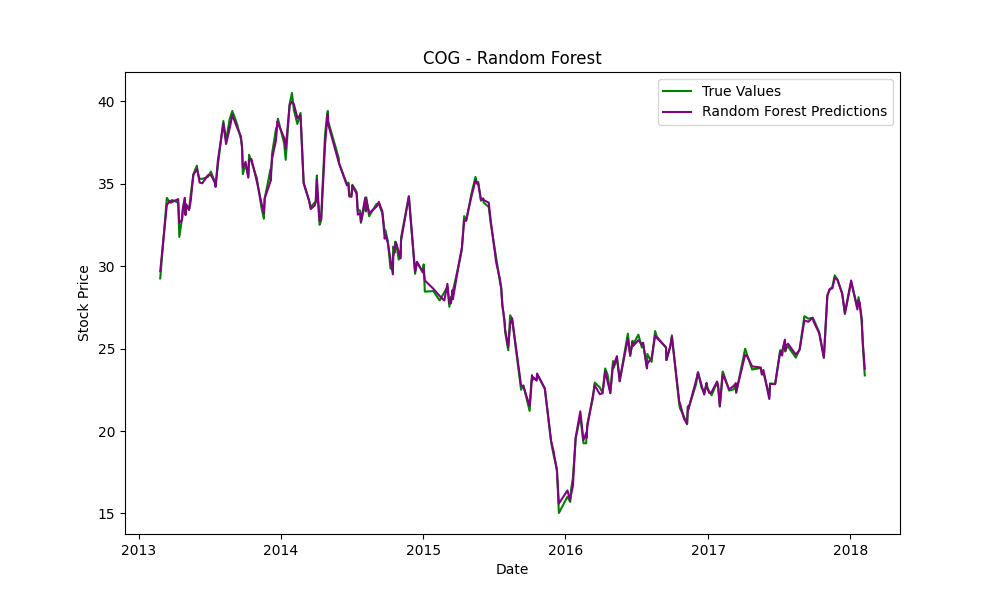 COG - Random Forest
True Values
Random Forest Predictions
40
35
30
25
20
15
Stock Price
2013 2014 2015 2016 2017 2018
Date